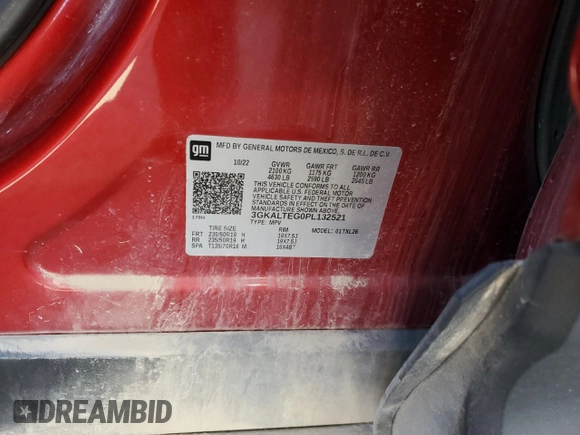 gm MFD BY GENERAL MOTORS DE MEXICO, S. DE R.L. DE C.V.
10/22 GVWR GAWR FRT GAWR RR
2100 KG 1175 KG 1200 KG
4630 LB 2590 LB 2645 LB
THIS VEHICLE CONFORMS TO ALL
APPLICABLE U.S. FEDERAL MOTOR
VEHICLE SAFETY AND THEFT PREVENTION
STANDARDS IN EFFECT ON THE DATE OF
MANUFACTURE SHOWN ABOVE.
3GKALTEG0PL132521
TYPE: MPV
TIRE SIZE RIM MODEL: 01TXL26
FRT 235/50R19 H 19X7.5J
RR 235/50R19 H 19X7.5J
SPA T135/70R16 M 16X4BT
DREAMBID